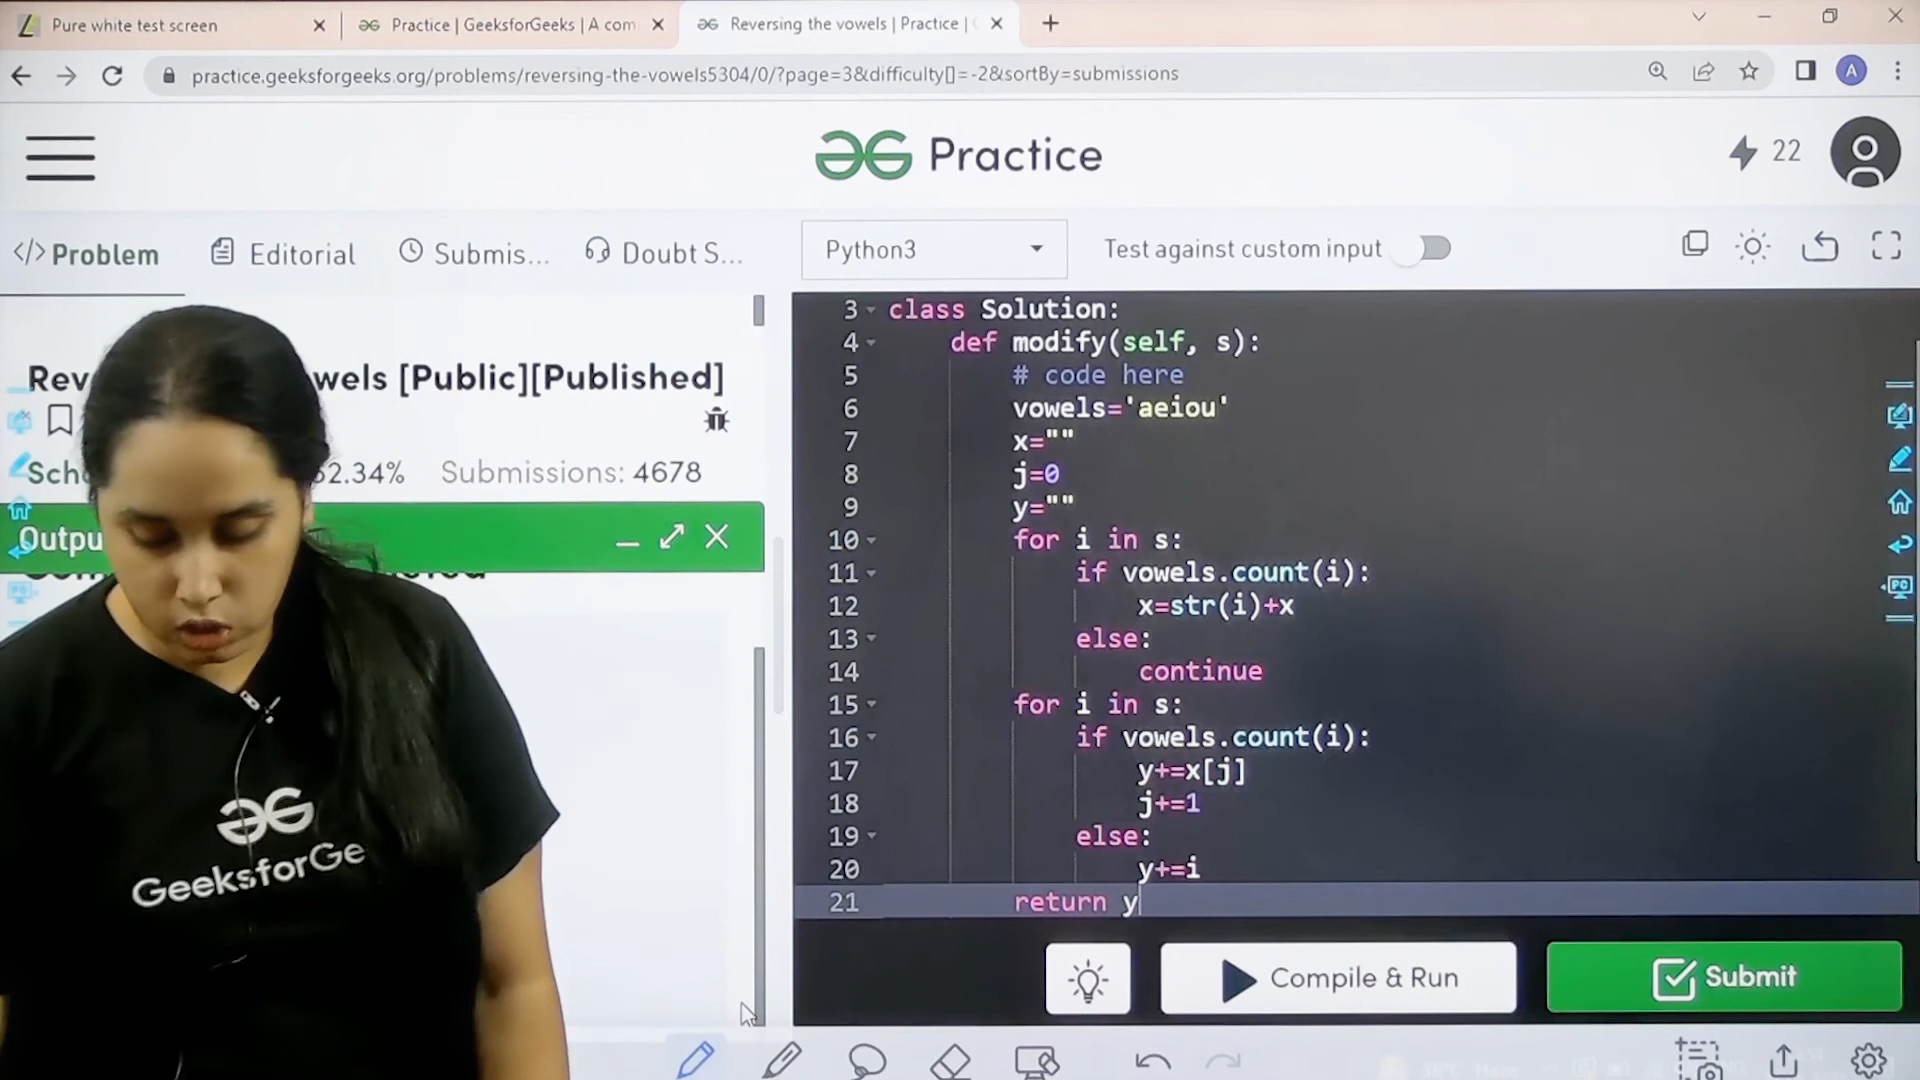 Pure white test screen
Practice | GeeksforGeeks | A com
Reversing the vowels | Practice |
practice.geeksforgeeks.org/problems/reversing-the-vowels5304/0/?page=3&difficulty[]=-2&sortBy=submissions
A
Practice
22
</> Problem
Editorial
Submis...
Doubt S...
Python3
Test against custom input
Rev
wels [Public][Published]
Sch
52.34%
Submissions: 4678
Outpu
GeeksforGe
3 class Solution:
4 def modify(self, s):
5 # code here
6 vowels='aeiou'
7 x=""
8 j=0
9 y=""
10 for i in s:
11 if vowels.count(i):
12 x=str(i)+x
13 else:
14 continue
15 for i in s:
16 if vowels.count(i):
17 y+=x[j]
18 j+=1
19 else:
20 y+=i
21 return y
Compile & Run
Submit
PC